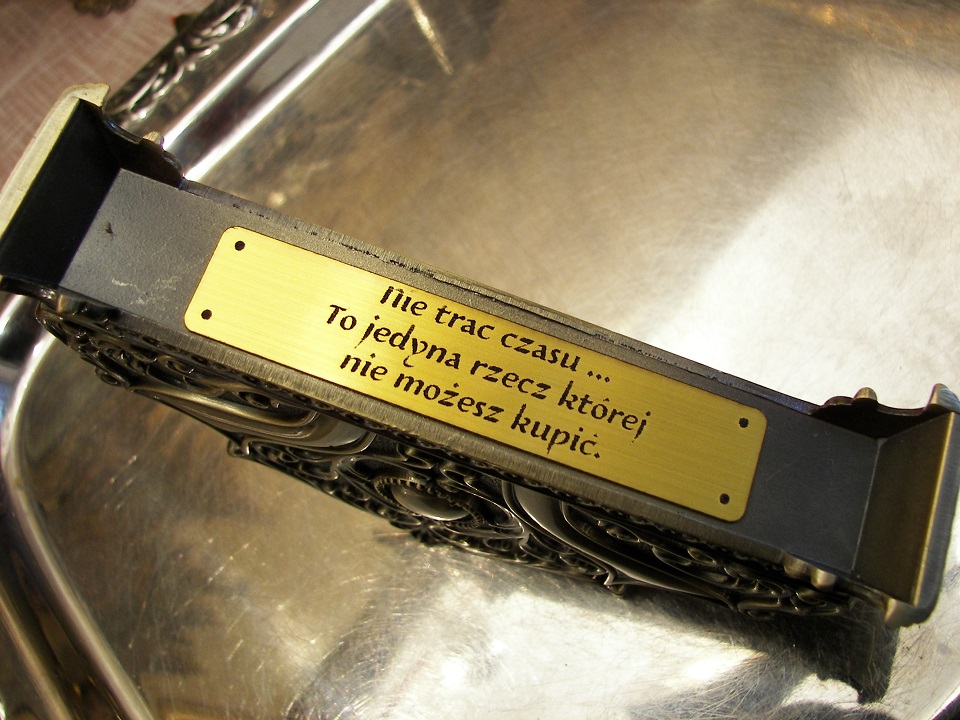 nie trac czasu ...
To jedyna rzecz której
nie możesz kupić.